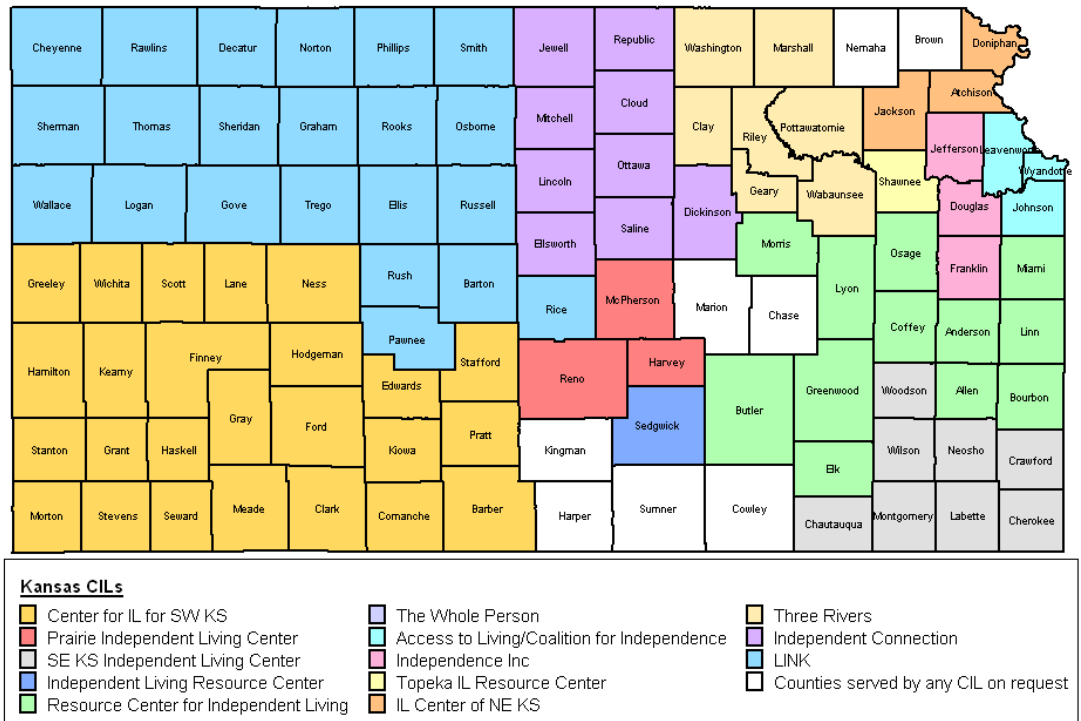 Cheyenne Rawlins Decatur Norton Phillips Smith Jewell Republic Washington Marshall Nemaha Brown Doniphan
Atchison
Sherman Thomas Sheridan Graham Rooks Osborne Mitchell Cloud Clay Riley Pottawatomie Jackson
Jefferson Leavenworth
Wyandotte
Wallace Logan Gove Trego Ellis Russell Lincoln Ottawa Dickinson Geary Wabaunsee Shawnee Douglas Johnson
Ellsworth Saline Morris
Greeley Wichita Scott Lane Ness Rush Barton Rice McPherson Marion Chase Lyon Osage Franklin Miami
Hamilton Kearny Finney Hodgeman Pawnee Stafford Coffey Anderson Linn
Gray Ford Edwards Reno Harvey Butler Greenwood Woodson Allen Bourbon
Stanton Grant Haskell Kiowa Pratt Kingman Sedgwick Elk Wilson Neosho Crawford
Morton Stevens Seward Meade Clark Comanche Barber Harper Sumner Cowley Chautauqua Montgomery Labette Cherokee
Kansas CILs
Center for IL for SW KS
Prairie Independent Living Center
SE KS Independent Living Center
Independent Living Resource Center
Resource Center for Independent Living
The Whole Person
Access to Living/Coalition for Independence
Independence Inc
Topeka IL Resource Center
IL Center of NE KS
Three Rivers
Independent Connection
LINK
Counties served by any CIL on request